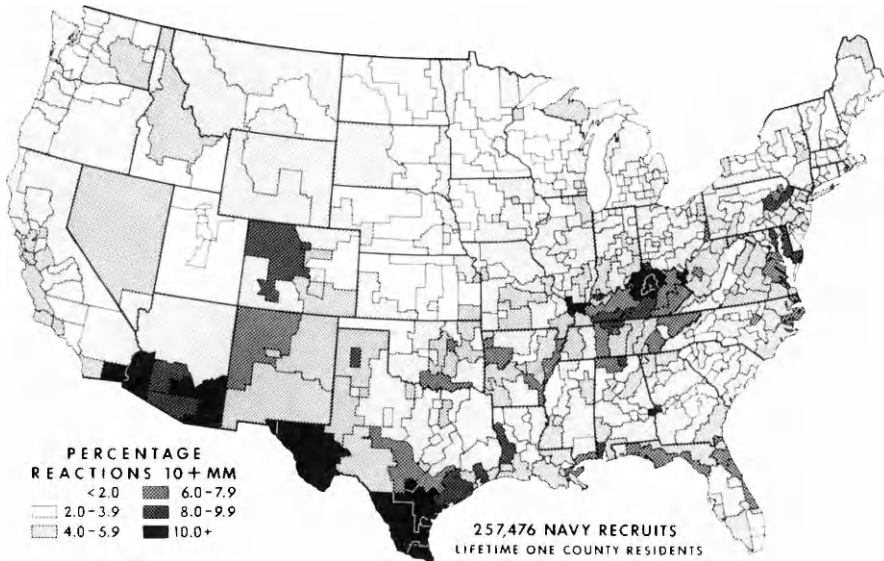 PERCENTAGE
REACTIONS 10+ MM
<2.0
2.0-3.9
4.0-5.9
6.0-7.9
8.0-9.9
10.0+
257,476 NAVY RECRUITS
LIFETIME ONE COUNTY RESIDENTS